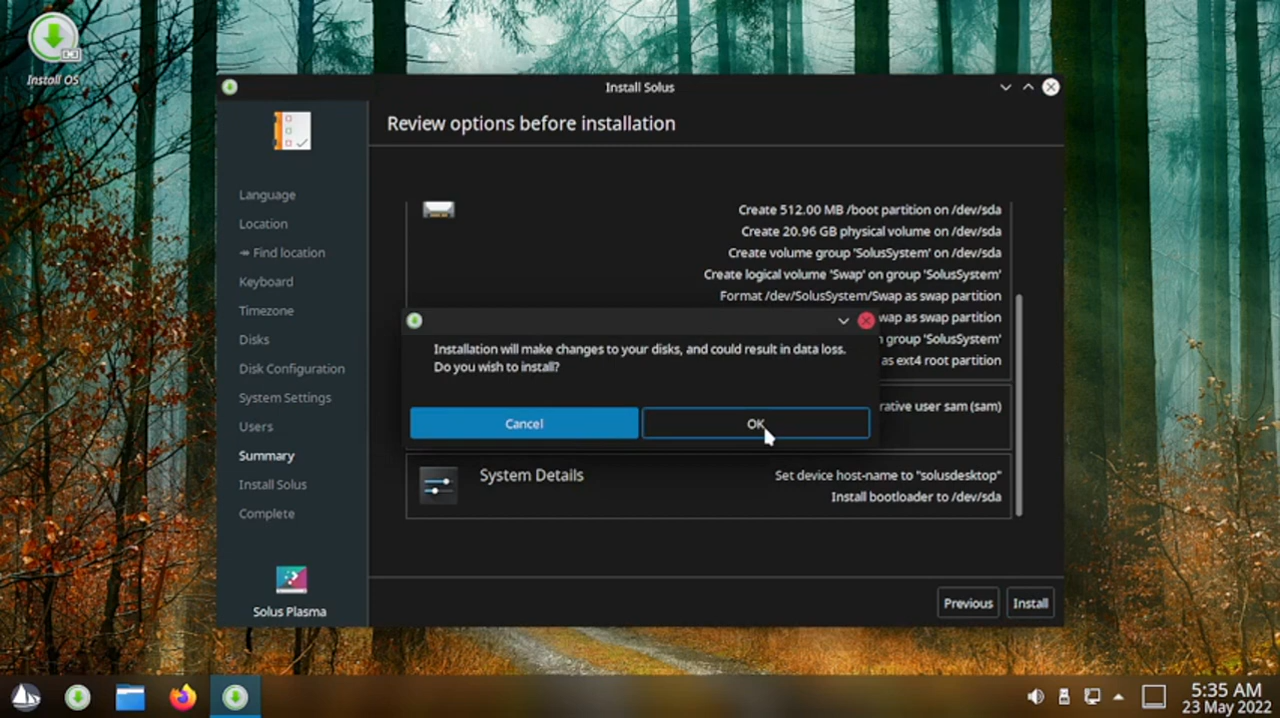 Install OS
Install Solus
Review options before installation
Language
Location
↠ Find location
Keyboard
Timezone
Disks
Disk Configuration
System Settings
Users
Summary
Install Solus
Complete
Solus Plasma
Create 512.00 MB /boot partition on /dev/sda
Create 20.96 GB physical volume on /dev/sda
Create volume group 'SolusSystem' on /dev/sda
Create logical volume 'Swap' on group 'SolusSystem'
Format /dev/SolusSystem/Swap as swap partition
as swap partition
group 'SolusSystem'
as ext4 root partition
Installation will make changes to your disks, and could result in data loss.
Do you wish to install?
Cancel
OK
user sam (sam)
System Details
Set device host-name to "solusdesktop"
Install bootloader to /dev/sda
Previous
Install
5:35 AM
23 May 2022